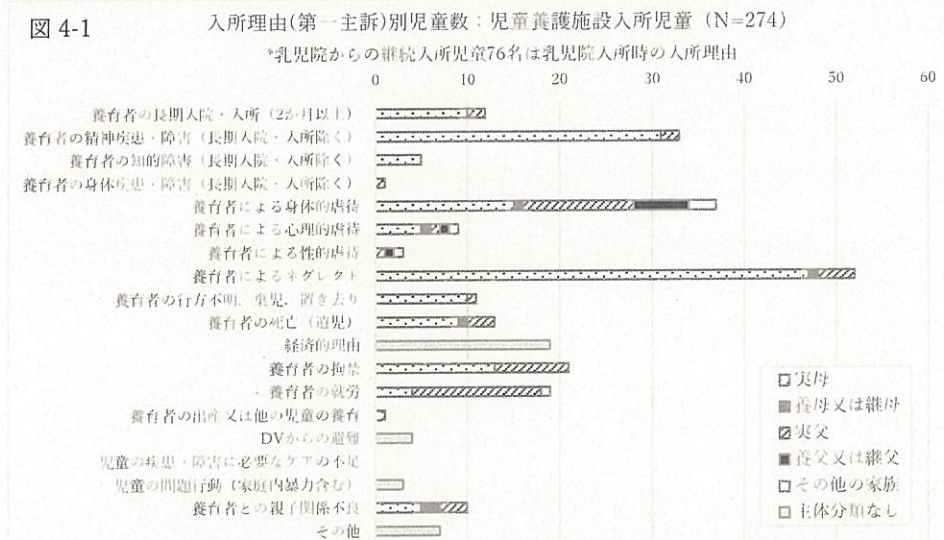 図 4-1
入所理由(第一主訴)別児童数：児童養護施設入所児童（N=274）
*乳児院からの継続入所児童76名は乳児院入所時の入所理由
0 10 20 30 40 50 60
養育者の長期入院・入所（2か月以上）
養育者の精神疾患・障害（長期入院・入所除く）
養育者の知的障害（長期入院・入所除く）
養育者の身体疾患・障害（長期入院・入所除く）
養育者による身体的虐待
養育者による心理的虐待
養育者による性的虐待
養育者によるネグレクト
養育者の行方不明、棄児、置き去り
養育者の死亡（遺児）
経済的理由
養育者の拘禁
養育者の就労
養育者の出産又は他の児童の養育
DVからの避難
児童の疾患・障害に必要なケアの不足
児童の問題行動（家庭内暴力含む）
養育者との親子関係不良
その他
実母
養母又は継母
実父
養父又は継父
その他の家族
主体分類なし